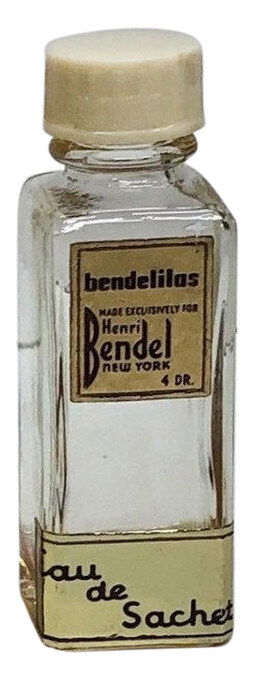 bendelilas
MADE EXCLUSIVELY FOR
Henri
Bendel
NEW YORK
4 DR.
Eau
de
Sachet